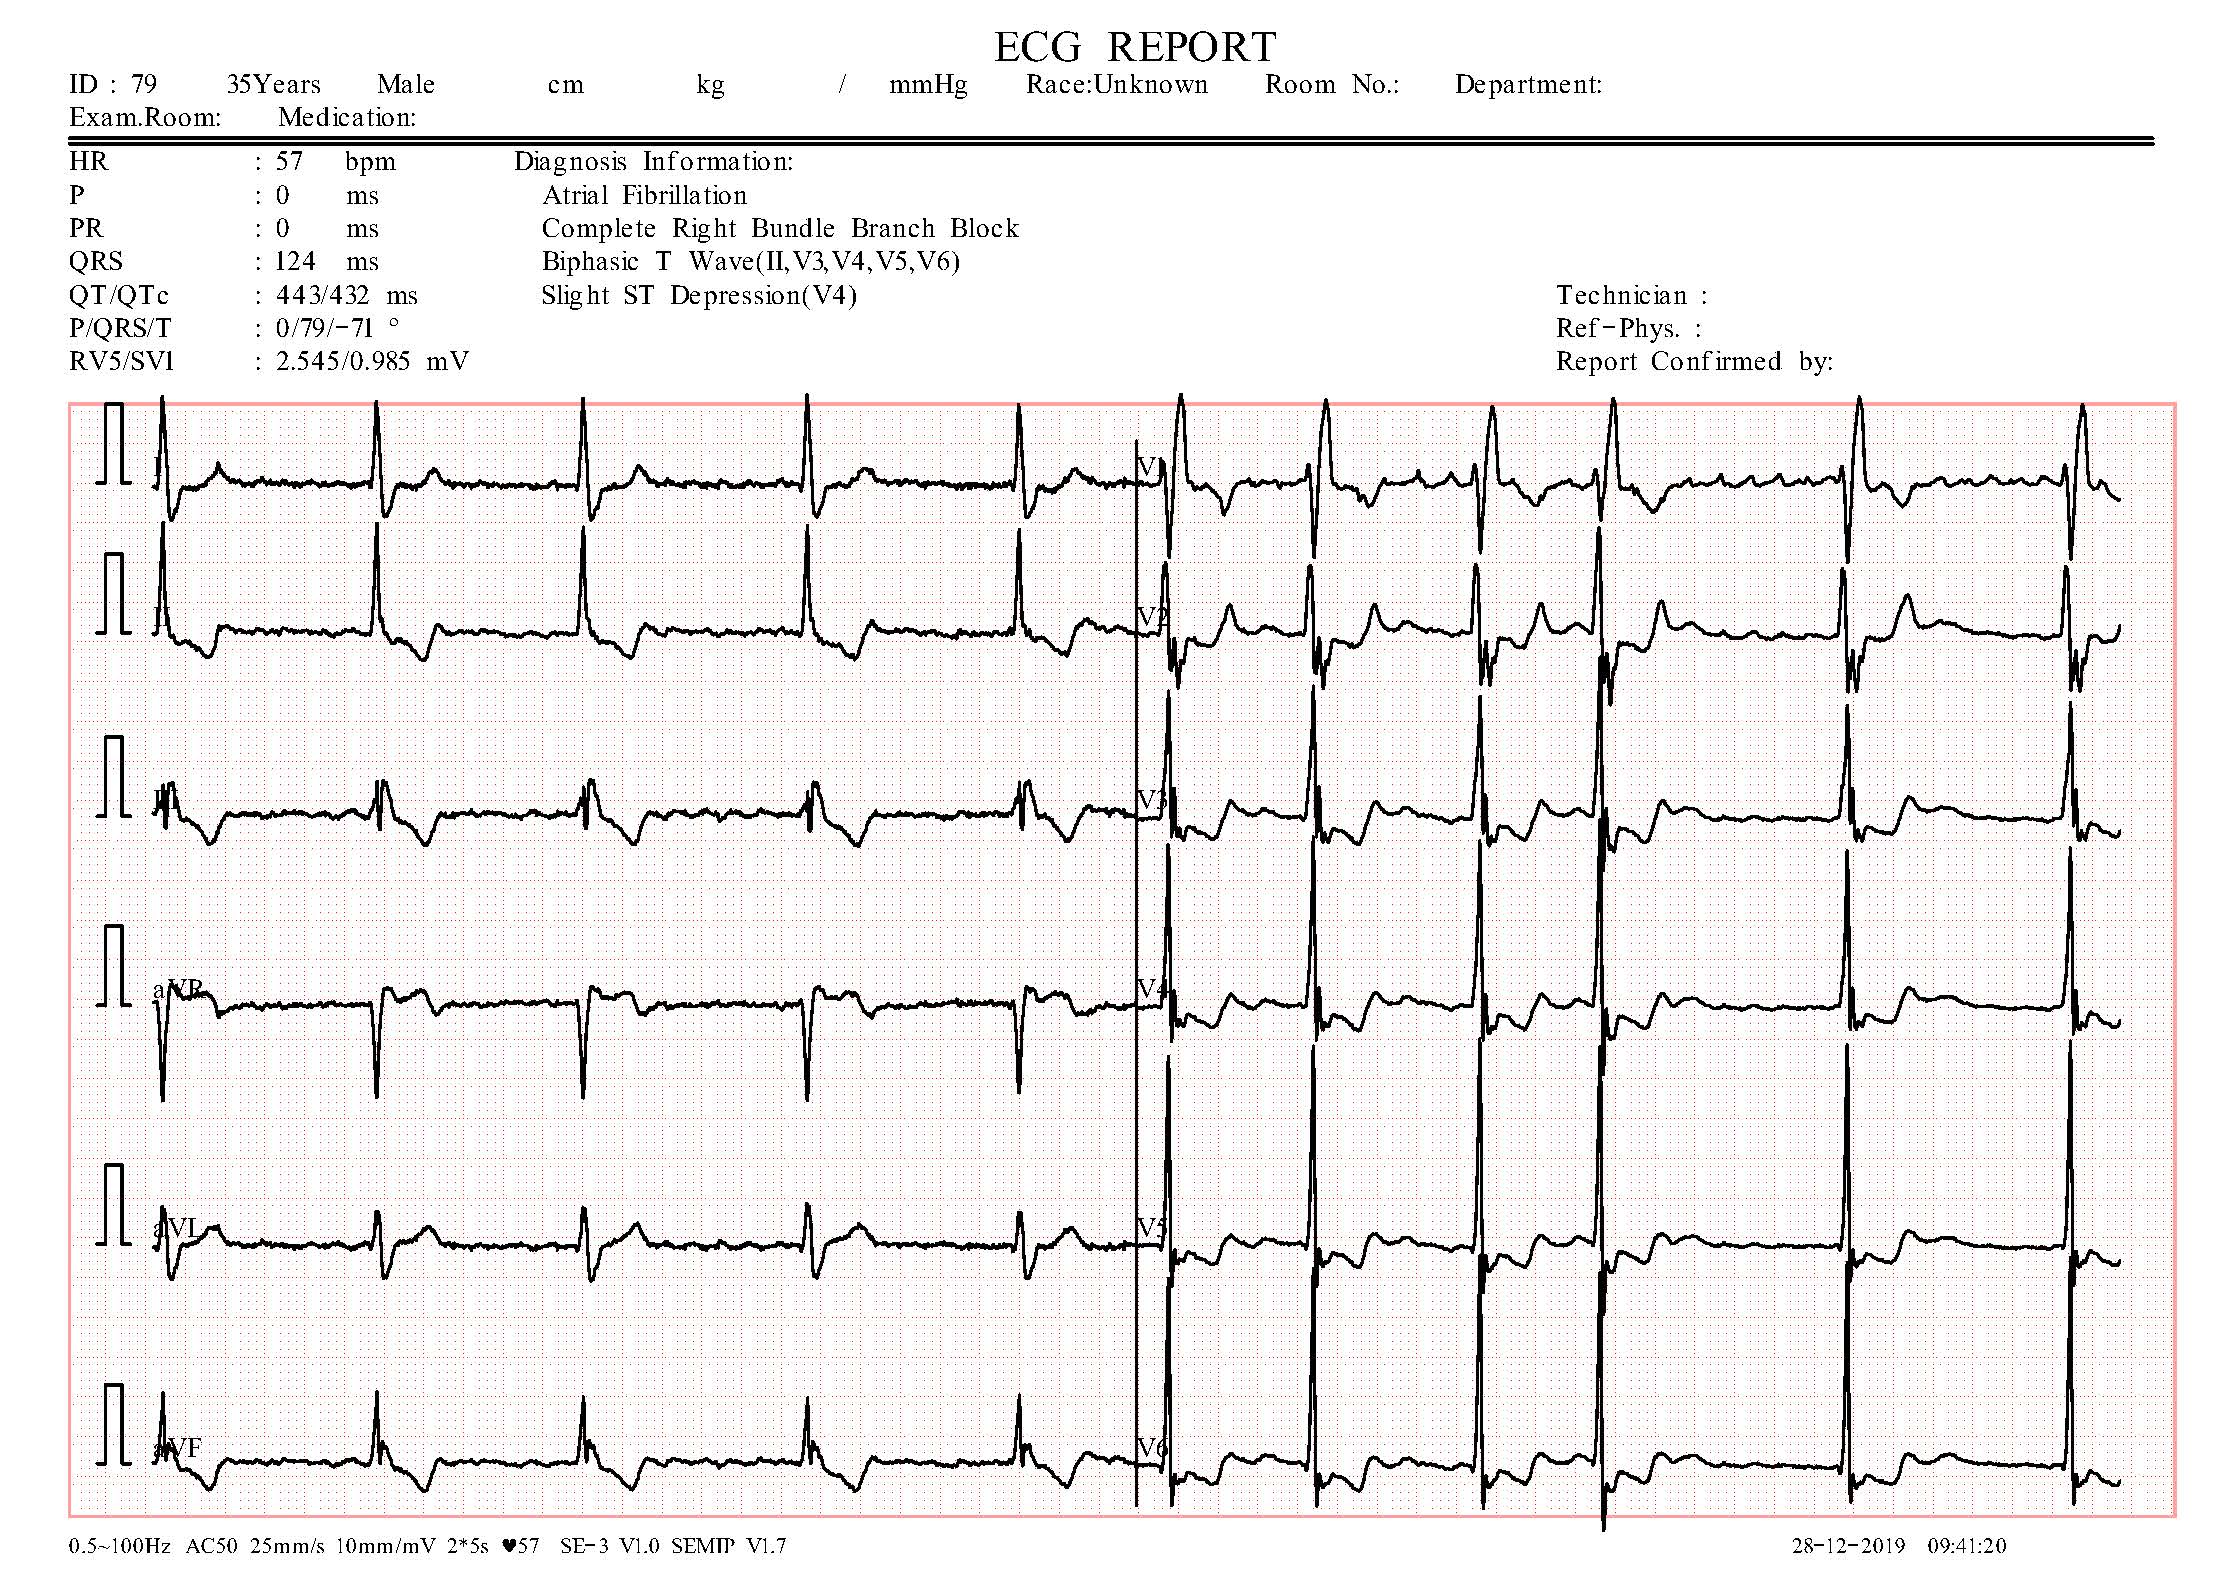 ECG REPORT
ID : 79 35Years Male cm kg / mmHg Race:Unknown Room No.: Department:
Exam.Room: Medication:
HR : 57 bpm Diagnosis Information:
P : 0 ms Atrial Fibrillation
PR : 0 ms Complete Right Bundle Branch Block
QRS : 124 ms Biphasic T Wave(II,V3,V4,V5,V6)
QT/QTc : 443/432 ms Slight ST Depression(V4) Technician :
P/QRS/T : 0/79/-71 ° Ref-Phys. :
RV5/SV1 : 2.545/0.985 mV Report Confirmed by:
I V1
II V2
III V3
aVR V4
aVL V5
aVF V6
0.5~100Hz AC50 25mm/s 10mm/mV 2*5s ♥57 SE-3 V1.0 SEMIP V1.7 28-12-2019 09:41:20